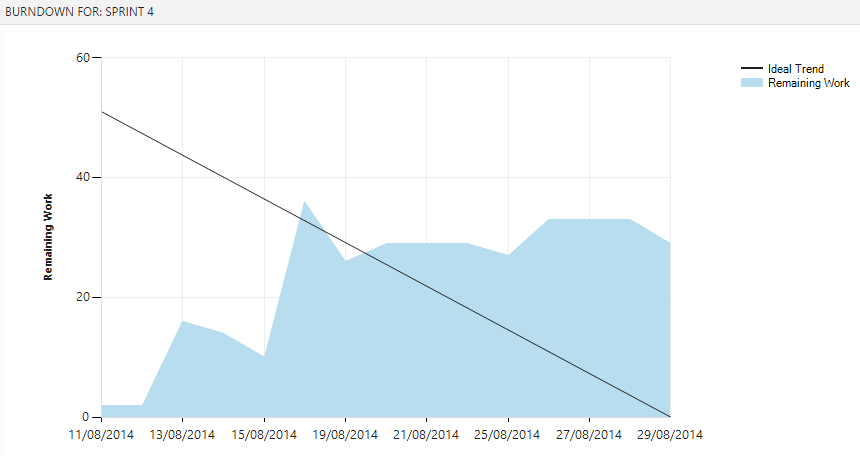 BURNDOWN FOR: SPRINT 4
60
40
20
0
Remaining Work
11/08/2014 13/08/2014 15/08/2014 19/08/2014 21/08/2014 25/08/2014 27/08/2014 29/08/2014
Ideal Trend
Remaining Work